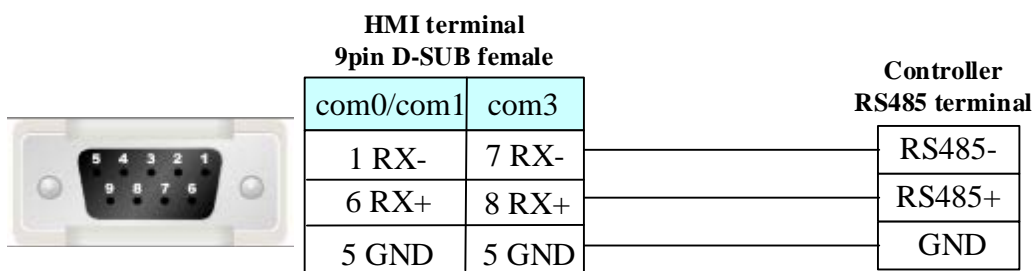 HMI terminal
9pin D-SUB female
Controller
RS485 terminal
com0/com1 com3
5 4 3 2 1
9 8 7 6
1 RX- 7 RX- RS485-
6 RX+ 8 RX+ RS485+
5 GND 5 GND GND